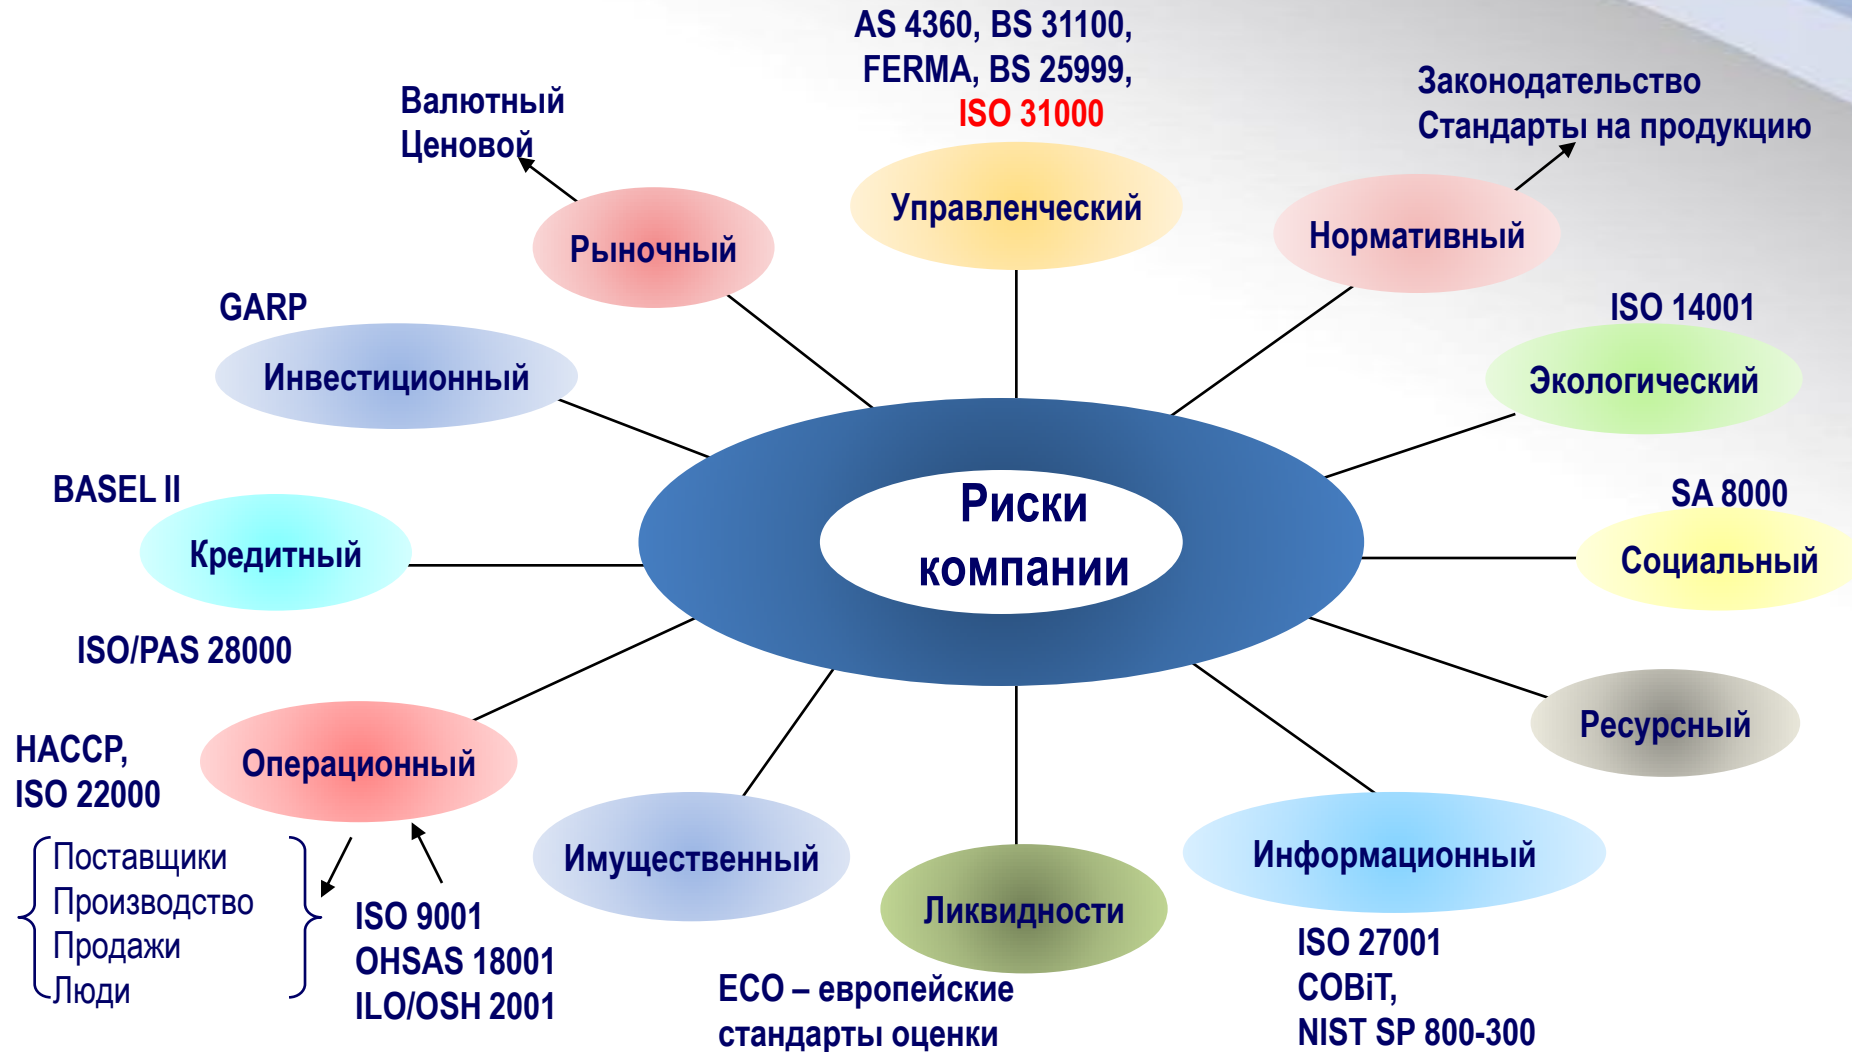 AS 4360, BS 31100,
FERMA, BS 25999,
ISO 31000
Валютный
Ценовой
Законодательство
Стандарты на продукцию
Управленческий
Рыночный
Нормативный
GARP
Инвестиционный
ISO 14001
Экологический
BASEL II
Кредитный
Риски
компании
SA 8000
Социальный
ISO/PAS 28000
HACCP,
ISO 22000
Операционный
Ресурсный
Поставщики
Производство
Продажи
Люди
ISO 9001
OHSAS 18001
ILO/OSH 2001
Имущественный
Ликвидности
ECO – европейские
стандарты оценки
Информационный
ISO 27001
COBiT,
NIST SP 800-300